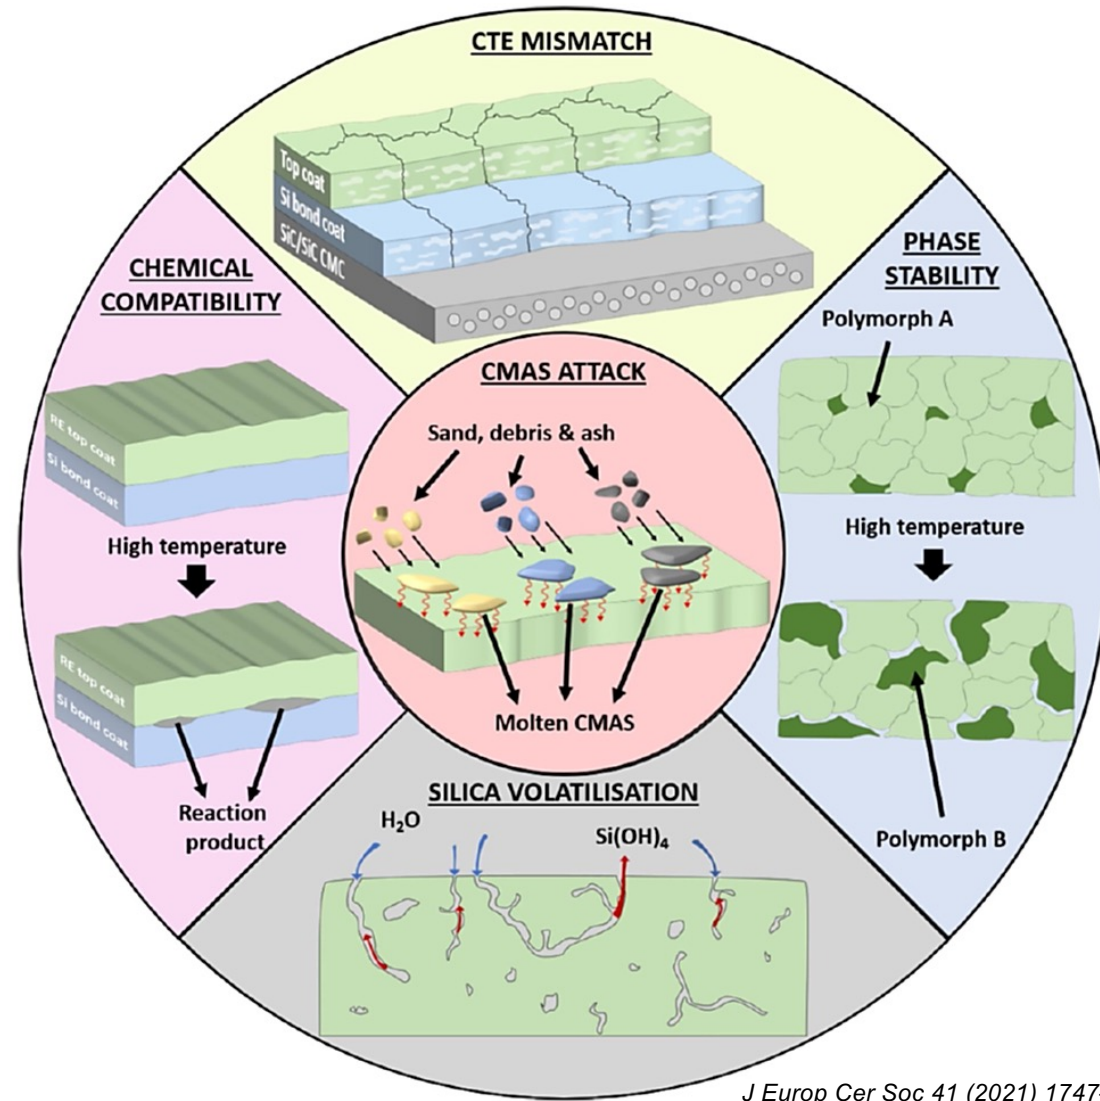 CTE MISMATCH
Top coat
Si bond coat
SiC/SiC CMC
CHEMICAL
COMPATIBILITY
RE top coat
Si bond coat
High temperature
RE top coat
Si bond coat
Reaction
product
CMAS ATTACK
Sand, debris & ash
Molten CMAS
PHASE
STABILITY
Polymorph A
High temperature
Polymorph B
SILICA VOLATILISATION
H₂O
Si(OH)₄
J Europ Cer Soc 41 (2021) 1747-